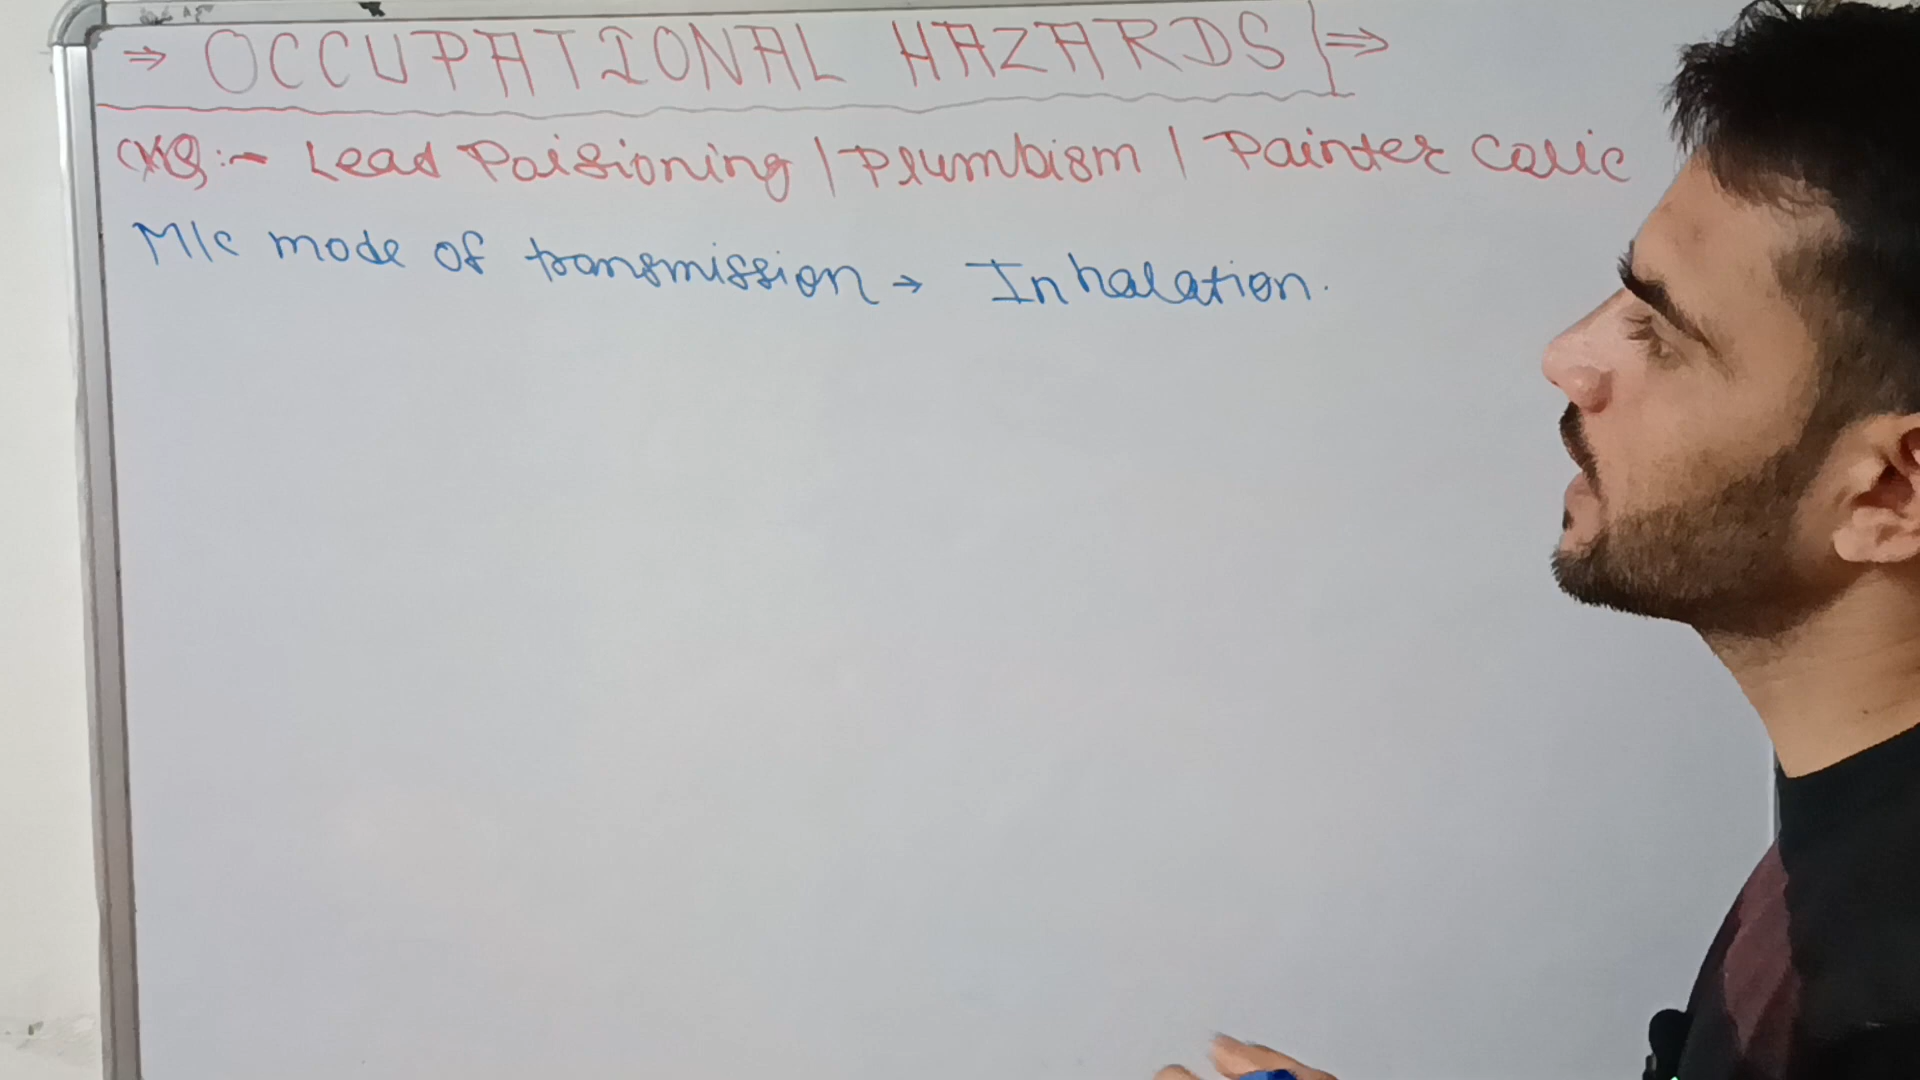 ⇒ OCCUPATIONAL HAZARDS }⇒
Lead Poisioning / Plumbism / Painter Colic
M/c mode of transmission → Inhalation.